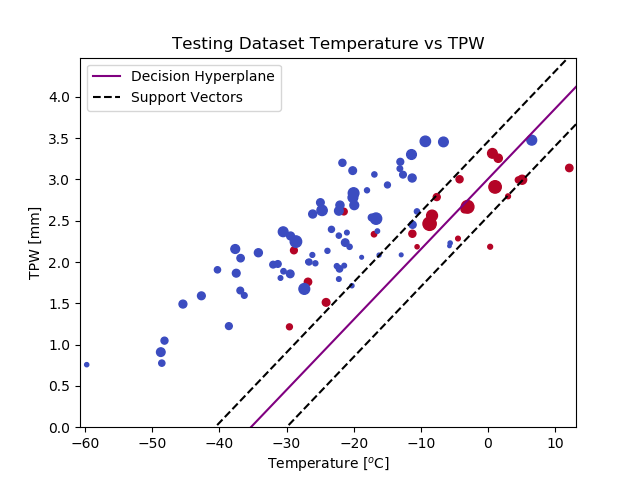 Testing Dataset Temperature vs TPW
Decision Hyperplane
Support Vectors
TPW [mm]
4.0
3.5
3.0
2.5
2.0
1.5
1.0
0.5
0.0
−60 −50 −40 −30 −20 −10 0 10
Temperature [°C]